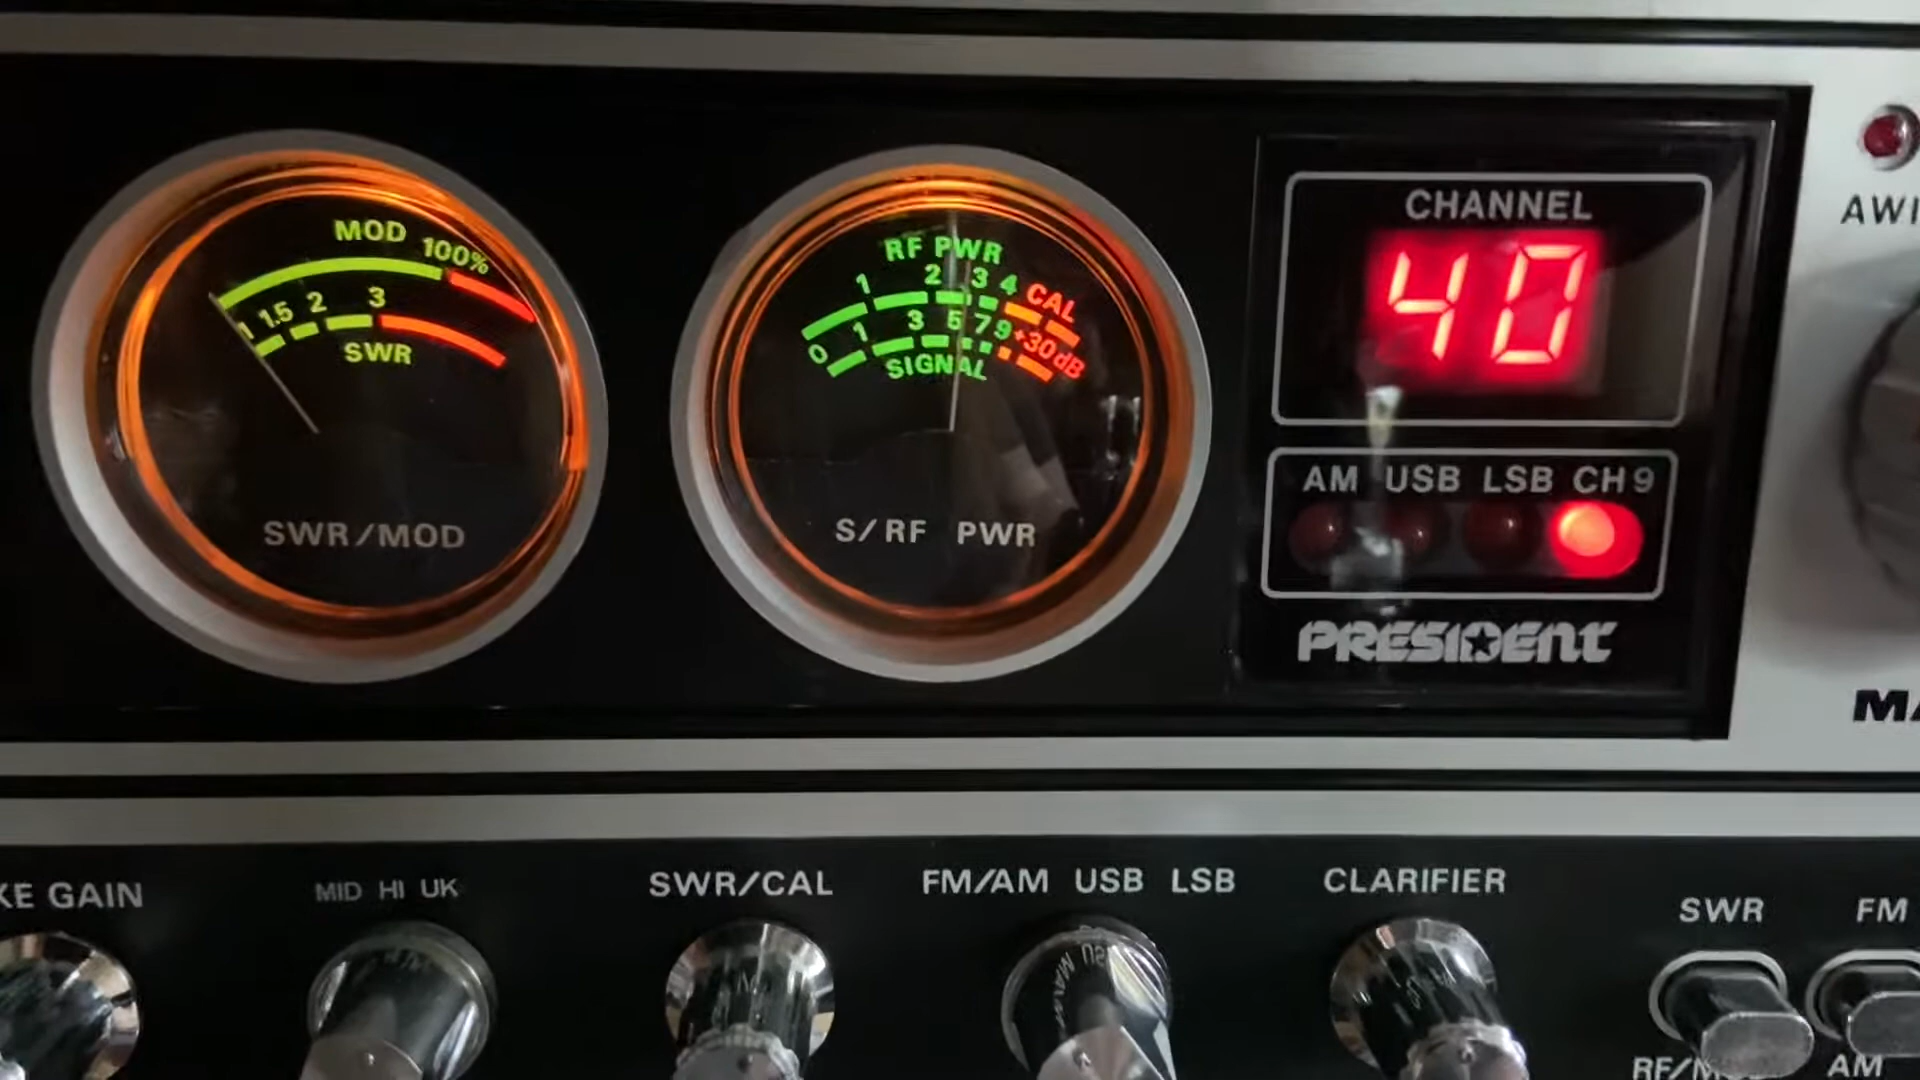 MOD 100%
1 1.5 2 3
SWR
SWR/MOD
RF PWR
1 2 3 4 CAL
0 1 3 5 7 9 +30dB
SIGNAL
S/RF PWR
CHANNEL
40
AM USB LSB CH9
PRESIDENT
KE GAIN
MID HI UK
SWR/CAL
FM/AM USB LSB
CLARIFIER
SWR
FM
AM